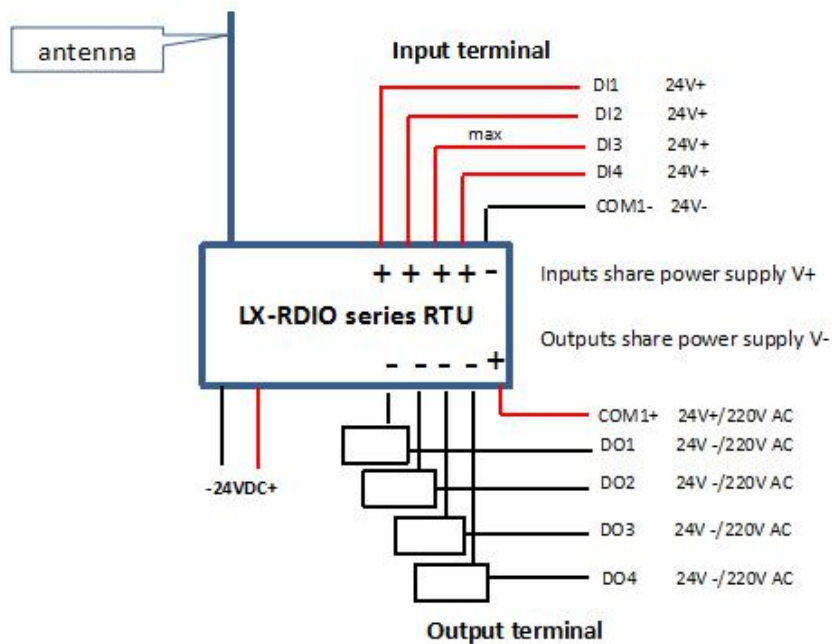 antenna
Input terminal
DI1 24V+
DI2 24V+
max
DI3 24V+
DI4 24V+
COM1- 24V-
+ + + + -
Inputs share power supply V+
LX-RDIO series RTU
Outputs share power supply V-
- - - - +
COM1+ 24V+/220V AC
DO1 24V -/220V AC
-24VDC+
DO2 24V -/220V AC
DO3 24V -/220V AC
DO4 24V -/220V AC
Output terminal